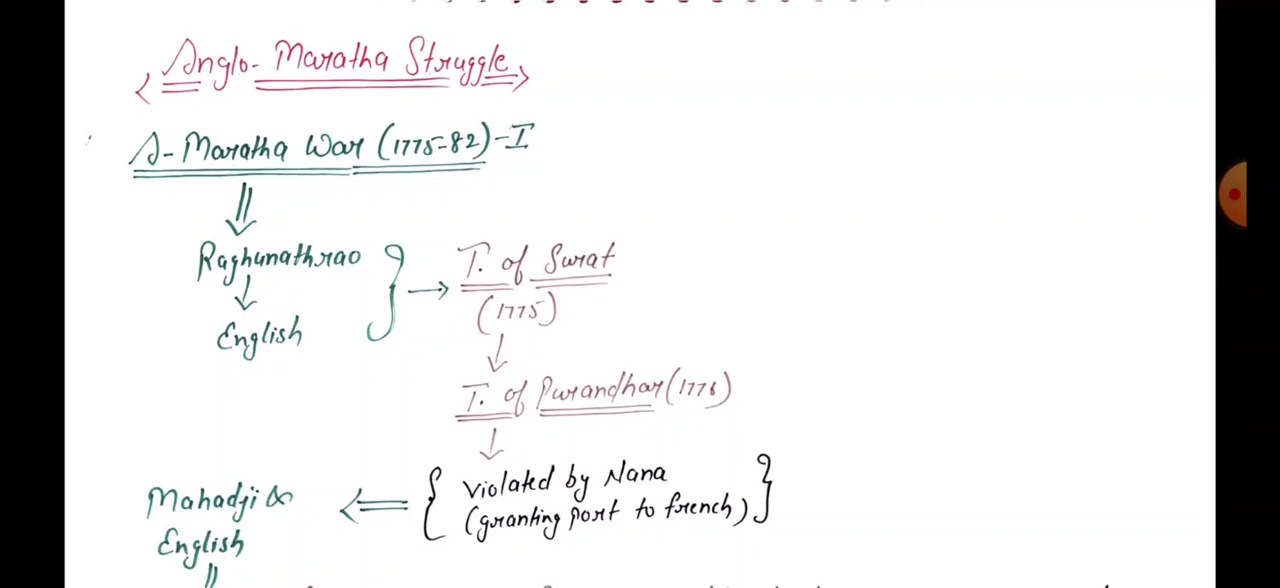 Anglo-Maratha Struggle
A-Maratha War (1775-82)-I
Raghunathrao
English
T. of Surat
(1775)
T. of Purandhar (1776)
violated by Nana
(granting port to french)
Mahadji &
English